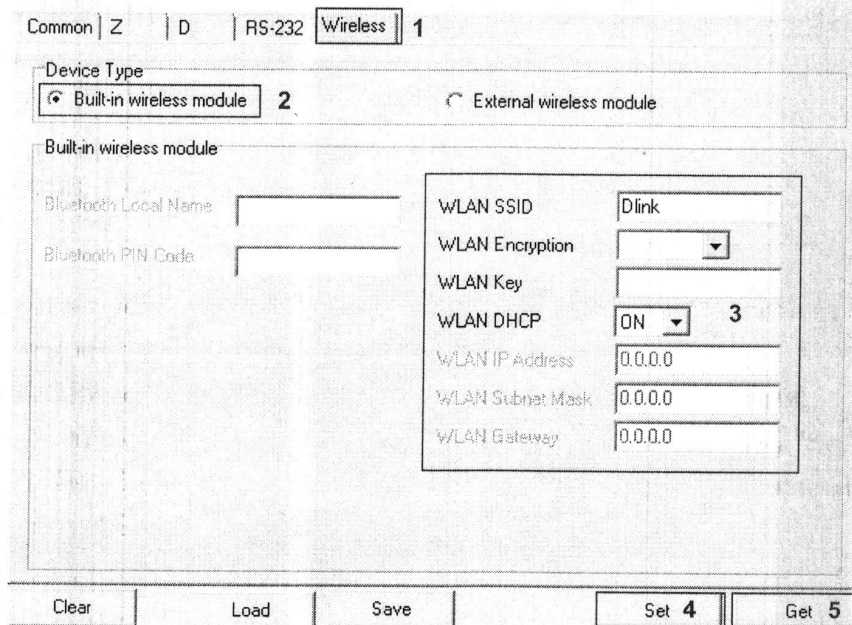 Common Z D RS-232 Wireless 1
Device Type
Built-in wireless module 2 External wireless module
Built-in wireless module
Bluetooth Local Name
Bluetooth PIN Code
WLAN SSID Dlink
WLAN Encryption
WLAN Key
WLAN DHCP ON 3
WLAN IP Address 0.0.0.0
WLAN Subnet Mask 0.0.0.0
WLAN Gateway 0.0.0.0
Clear Load Save Set 4 Get 5